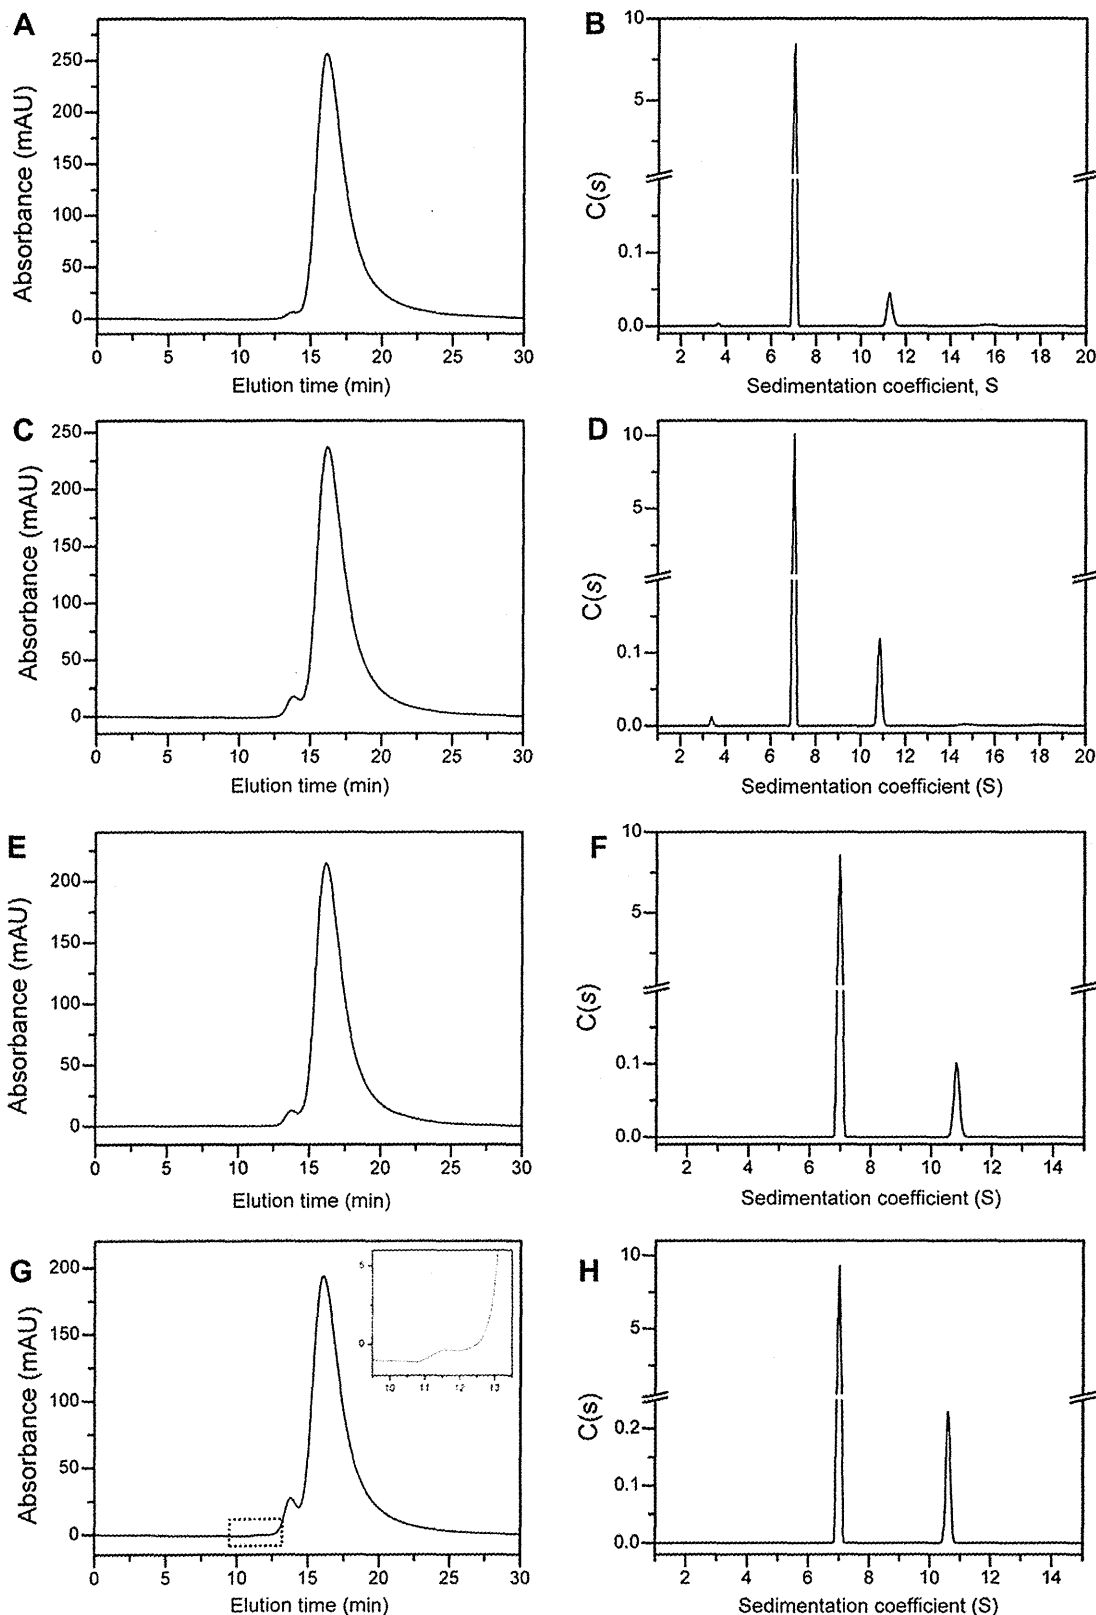 A
Absorbance (mAU)
250
200
150
100
50
0
0 5 10 15 20 25 30
Elution time (min)
B
C(s)
10
5
0.1
0.0
2 4 6 8 10 12 14 16 18 20
Sedimentation coefficient, S
C
Absorbance (mAU)
250
200
150
100
50
0
0 5 10 15 20 25 30
Elution time (min)
D
C(s)
10
5
0.1
0.0
2 4 6 8 10 12 14 16 18 20
Sedimentation coefficient (S)
E
Absorbance (mAU)
200
150
100
50
0
0 5 10 15 20 25 30
Elution time (min)
F
C(s)
10
5
0.1
0.0
2 4 6 8 10 12 14
Sedimentation coefficient (S)
G
Absorbance (mAU)
200
150
100
50
0
0 5 10 15 20 25 30
Elution time (min)
5
0
10 11 12 13
H
C(s)
10
5
0.2
0.1
0.0
2 4 6 8 10 12 14
Sedimentation coefficient (S)